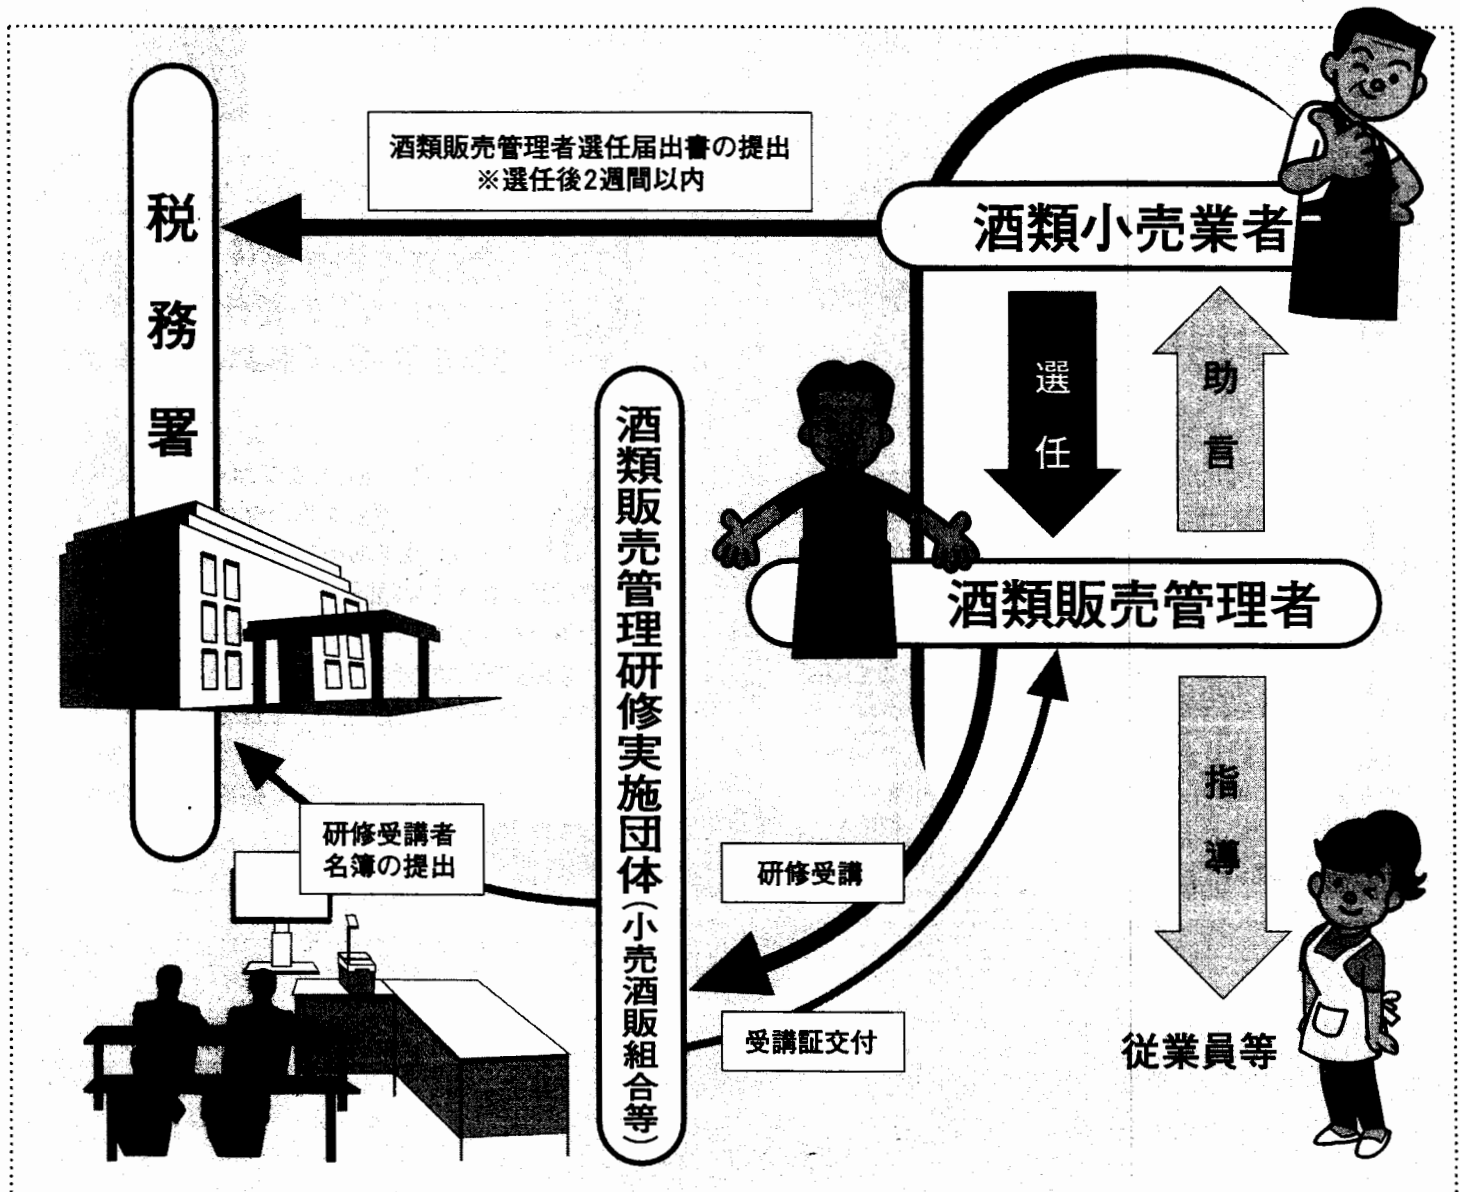 酒類販売管理者選任届出書の提出
※選任後2週間以内
税務署
酒類小売業者
選任
助言
酒類販売管理研修実施団体(小売酒販組合等)
酒類販売管理者
指導
研修受講者
名簿の提出
研修受講
受講証交付
従業員等